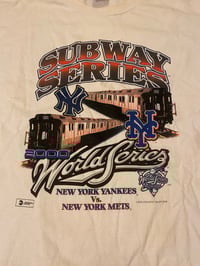 SUBWAY
SERIES
NY
NY
2000
World Series
NEW YORK YANKEES
Vs.
NEW YORK METS